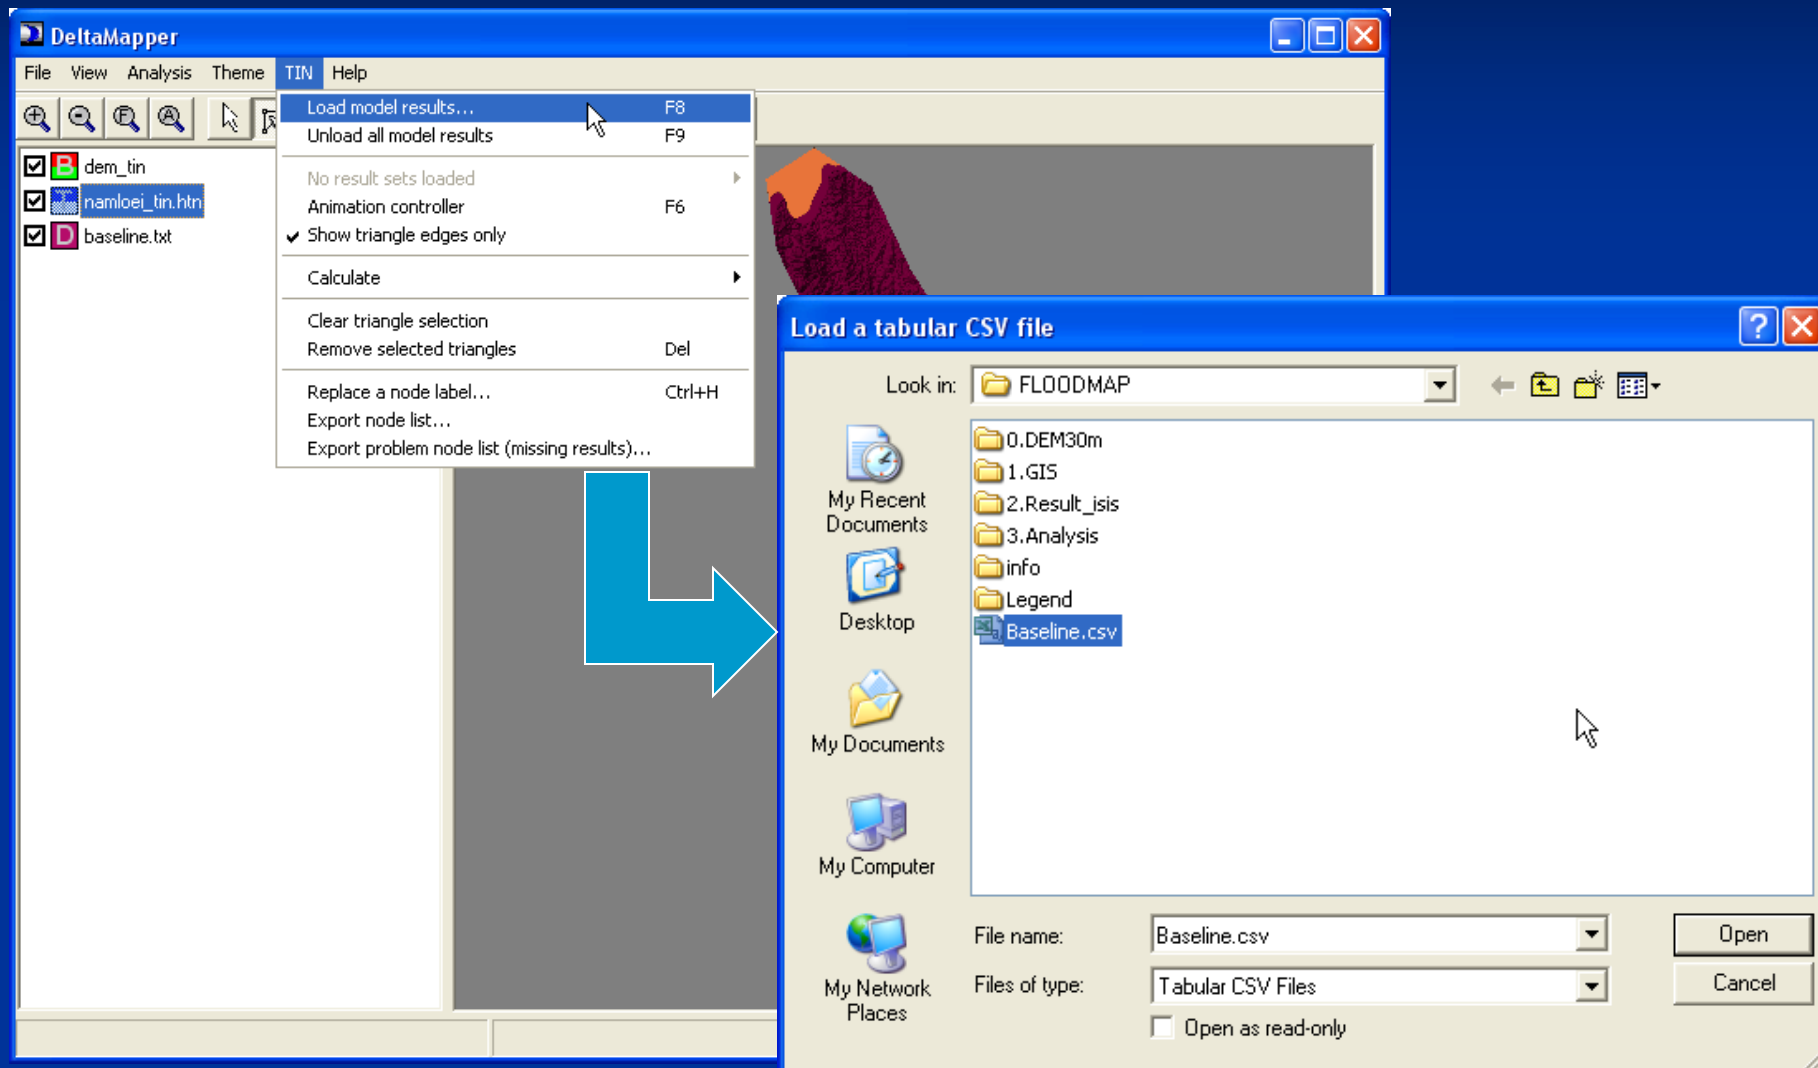 DeltaMapper
File View Analysis Theme TIN Help
Load model results... F8
Unload all model results F9
No result sets loaded
Animation controller F6
Show triangle edges only
Calculate
Clear triangle selection
Remove selected triangles Del
Replace a node label... Ctrl+H
Export node list...
Export problem node list (missing results)...
B dem_tin
namloei_tin.htn
D baseline.txt
Load a tabular CSV file
Look in: FLOODMAP
My Recent
Documents
Desktop
My Documents
My Computer
My Network
Places
0.DEM30m
1.GIS
2.Result_isis
3.Analysis
info
Legend
Baseline.csv
File name: Baseline.csv Open
Files of type: Tabular CSV Files Cancel
Open as read-only